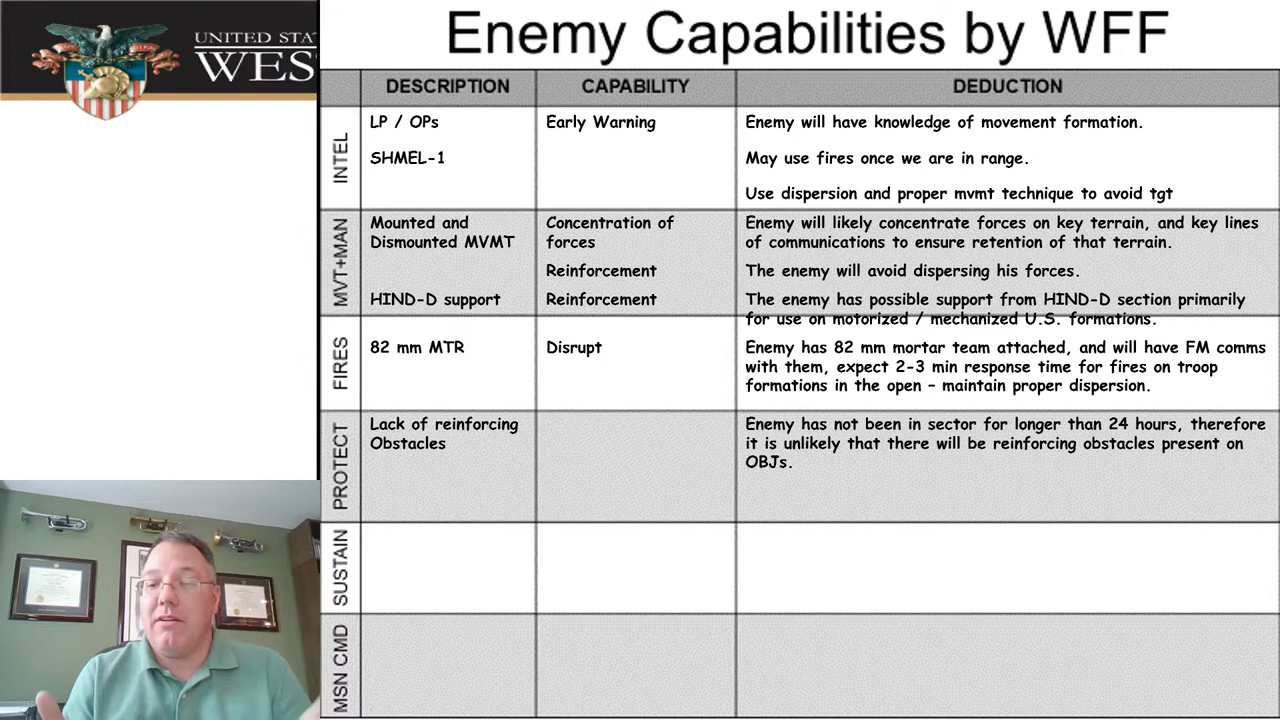 UNITED STA
WES
Enemy Capabilities by WFF
DESCRIPTION CAPABILITY DEDUCTION
INTEL
LP / OPs Early Warning Enemy will have knowledge of movement formation.
SHMEL-1 May use fires once we are in range.
Use dispersion and proper mvmt technique to avoid tgt
MVT+MAN
Mounted and Concentration of Enemy will likely concentrate forces on key terrain, and key lines
Dismounted MVMT forces of communications to ensure retention of that terrain.
Reinforcement The enemy will avoid dispersing his forces.
HIND-D support Reinforcement The enemy has possible support from HIND-D section primarily
for use on motorized / mechanized U.S. formations.
FIRES
82 mm MTR Disrupt Enemy has 82 mm mortar team attached, and will have FM comms
with them, expect 2-3 min response time for fires on troop
formations in the open – maintain proper dispersion.
PROTECT
Lack of reinforcing Enemy has not been in sector for longer than 24 hours, therefore
Obstacles it is unlikely that there will be reinforcing obstacles present on
OBJs.
SUSTAIN
MSN CMD